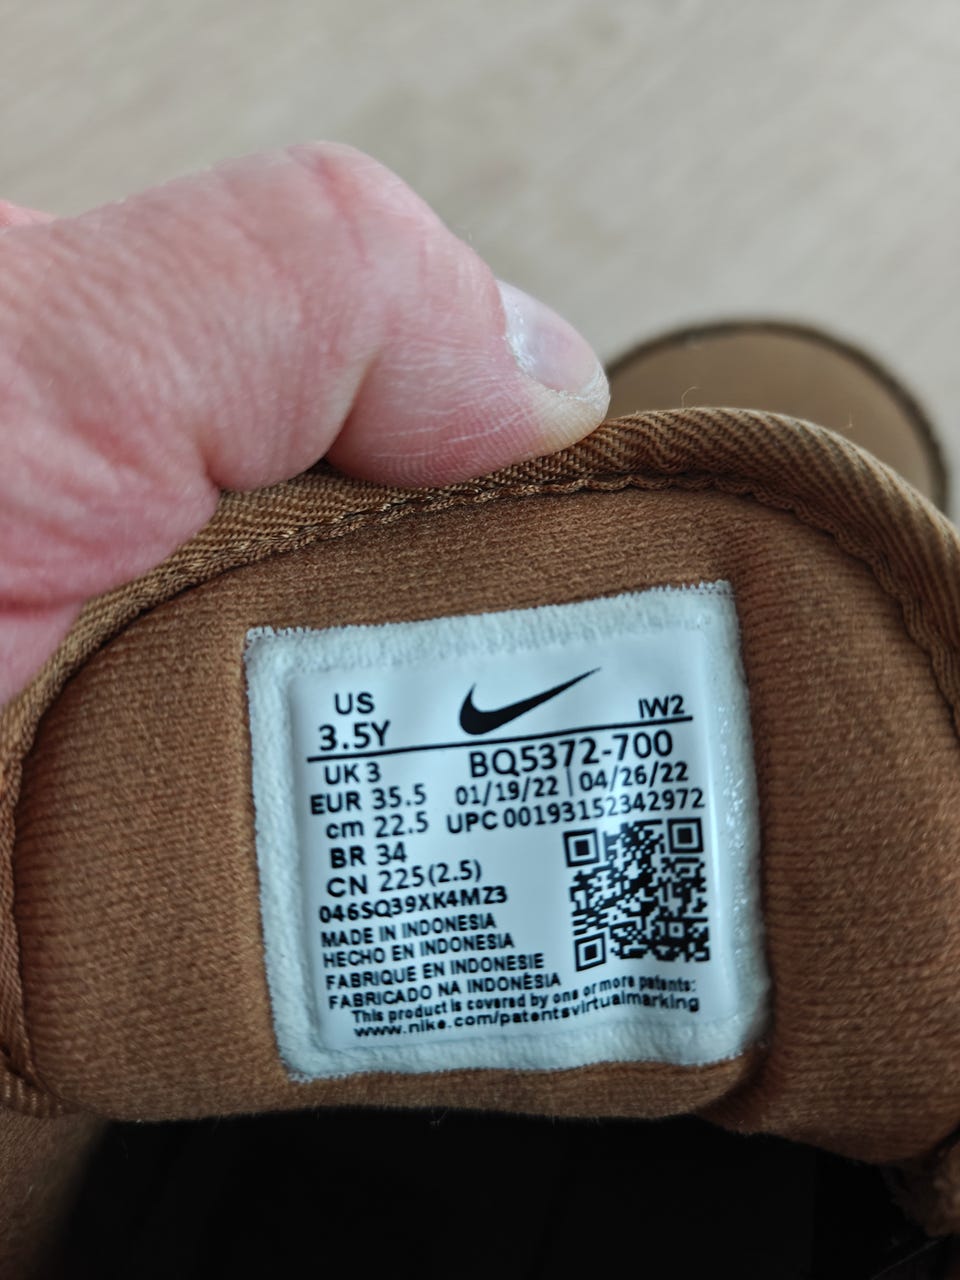 US
3.5Y
IW2
UK 3
BQ5372-700
EUR 35.5
01/19/22 | 04/26/22
cm 22.5
UPC 00193152342972
BR 34
CN 225(2.5)
046SQ39XK4MZ3
MADE IN INDONESIA
HECHO EN INDONESIA
FABRIQUE EN INDONESIE
FABRICADO NA INDONÉSIA
This product is covered by one or more patents:
www.nike.com/patentsvirtualmarking